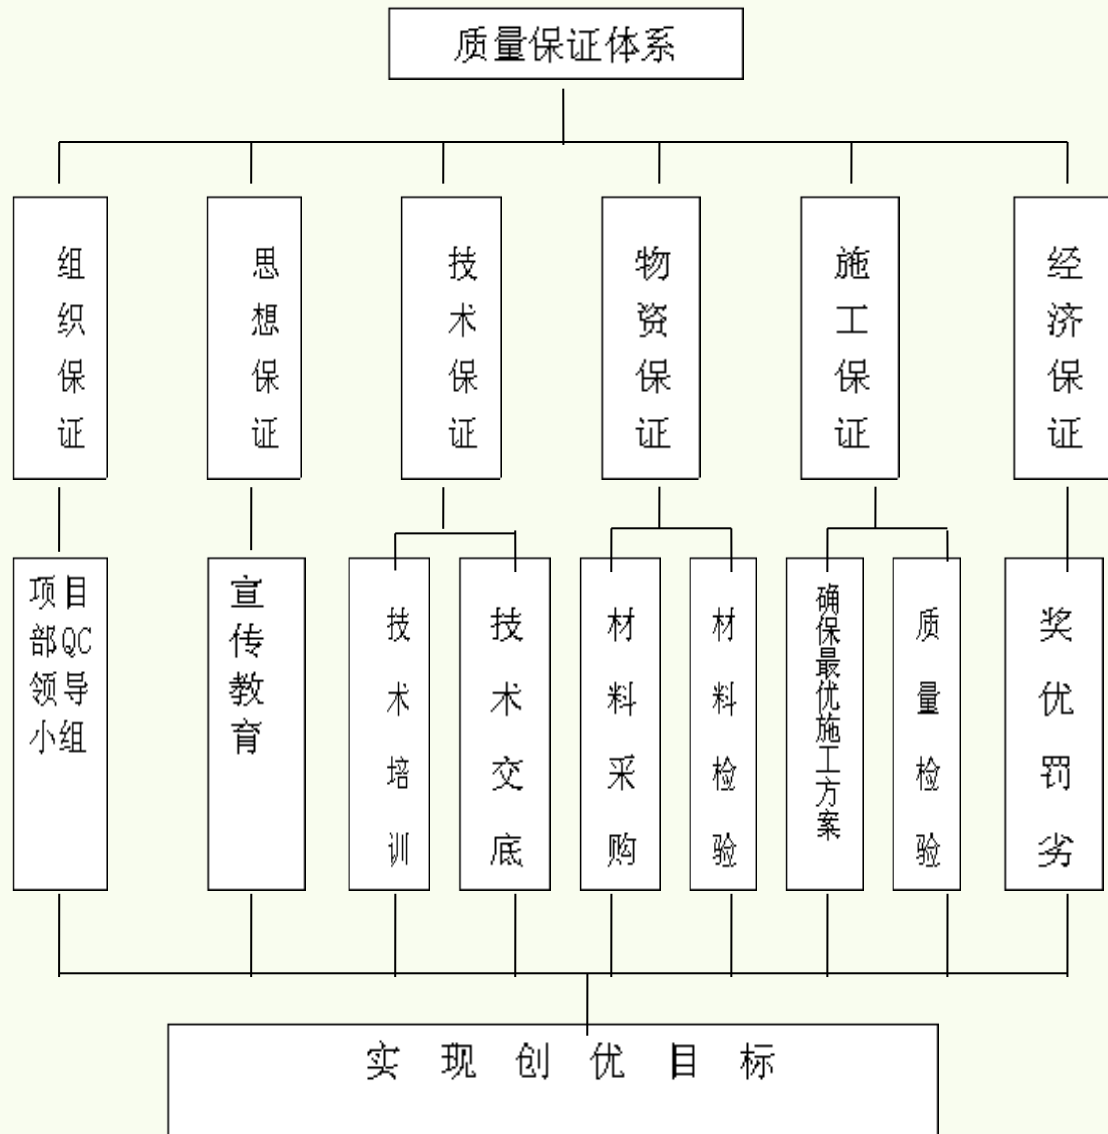 质量保证体系
组织保证
思想保证
技术保证
物资保证
施工保证
经济保证
项目
部QC
领导
小组
宣传教育
技术培训
技术交底
材料采购
材料检验
确保最优施工方案
质量检验
奖优罚劣
实现创优目标